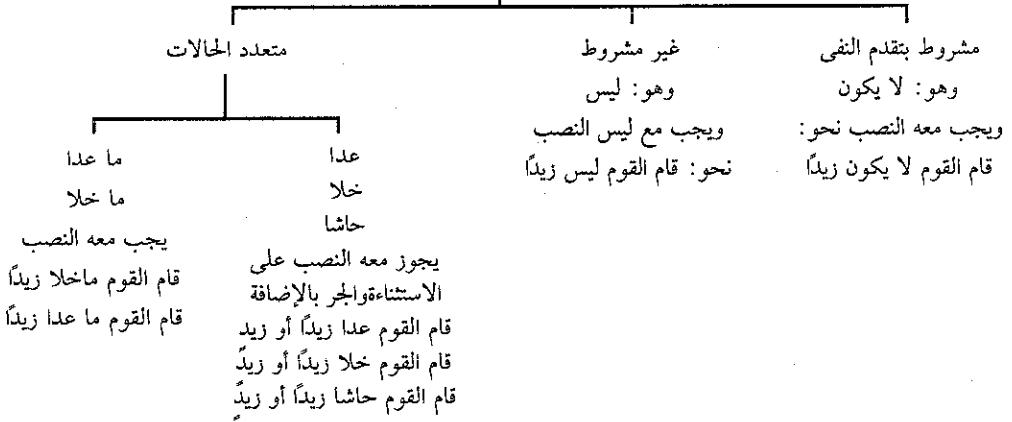 مشروط بتقدم النفى
وهو: لا يكون
ويجب معه النصب نحو:
قام القوم لا يكون زيدًا
غير مشروط
وهو: ليس
ويجب مع ليس النصب
نحو: قام القوم ليس زيدًا
متعدد الحالات
عدا
خلا
حاشا
يجوز معه النصب على
الاستثناءةوالجر بالإضافة
قام القوم عدا زيدًا أو زيد
قام القوم خلا زيدًا أو زيدٍ
قام القوم حاشا زيدًا أو زيدٍ
ما عدا
ما خلا
يجب معه النصب
قام القوم ماخلا زيدًا
قام القوم ما عدا زيدًا